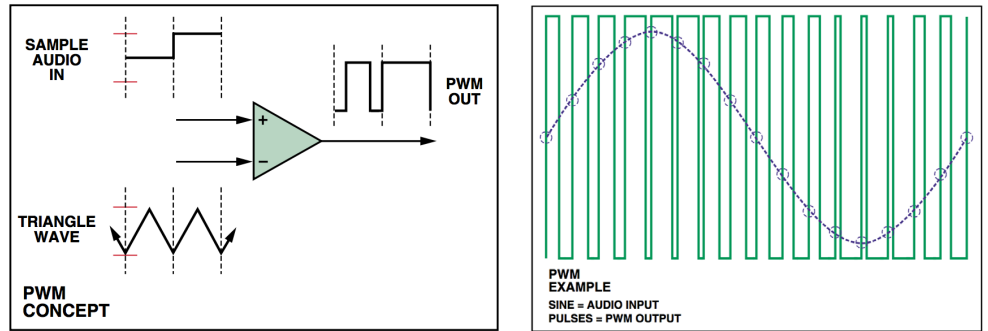 SAMPLE
AUDIO
IN
+
−
PWM
OUT
TRIANGLE
WAVE
PWM
CONCEPT
PWM
EXAMPLE
SINE = AUDIO INPUT
PULSES = PWM OUTPUT